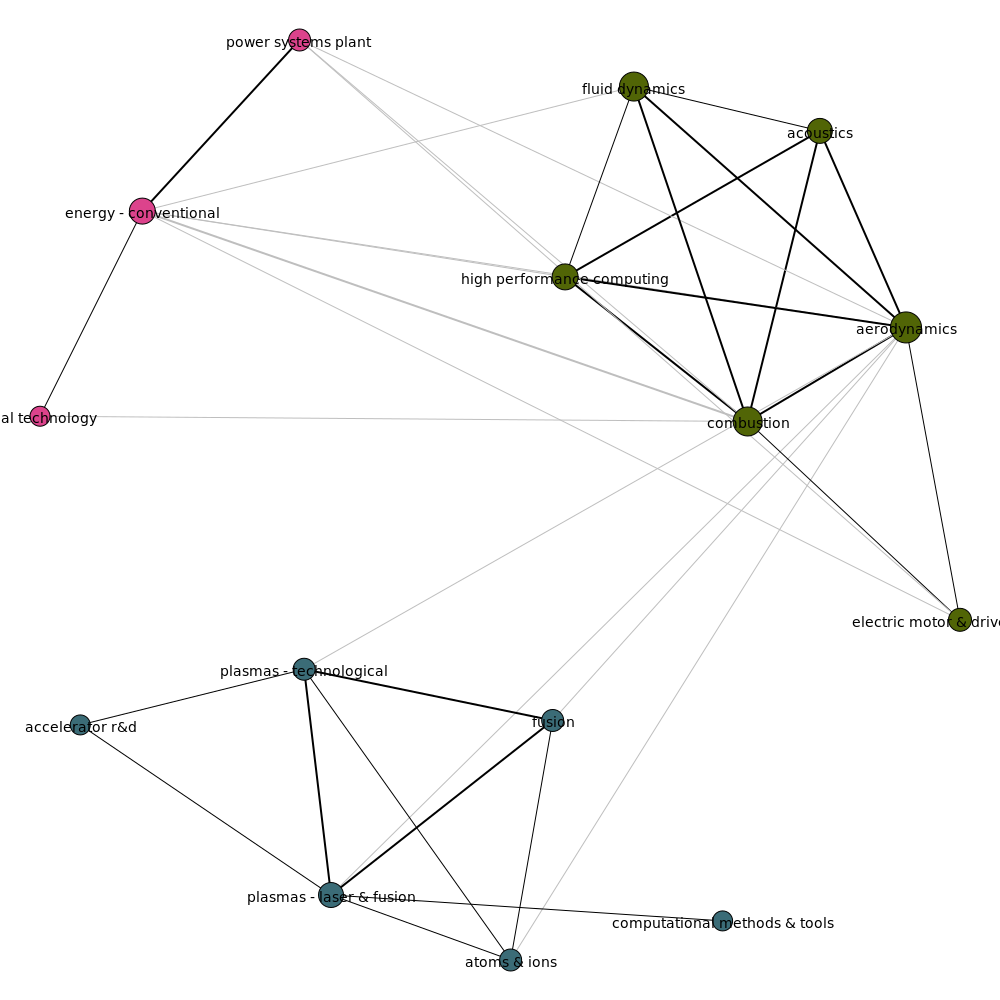 power systems plant
fluid dynamics
acoustics
energy - conventional
high performance computing
aerodynamics
al technology
combustion
electric motor & driv
plasmas - technological
fusion
accelerator r&d
plasmas - laser & fusion
computational methods & tools
atoms & ions